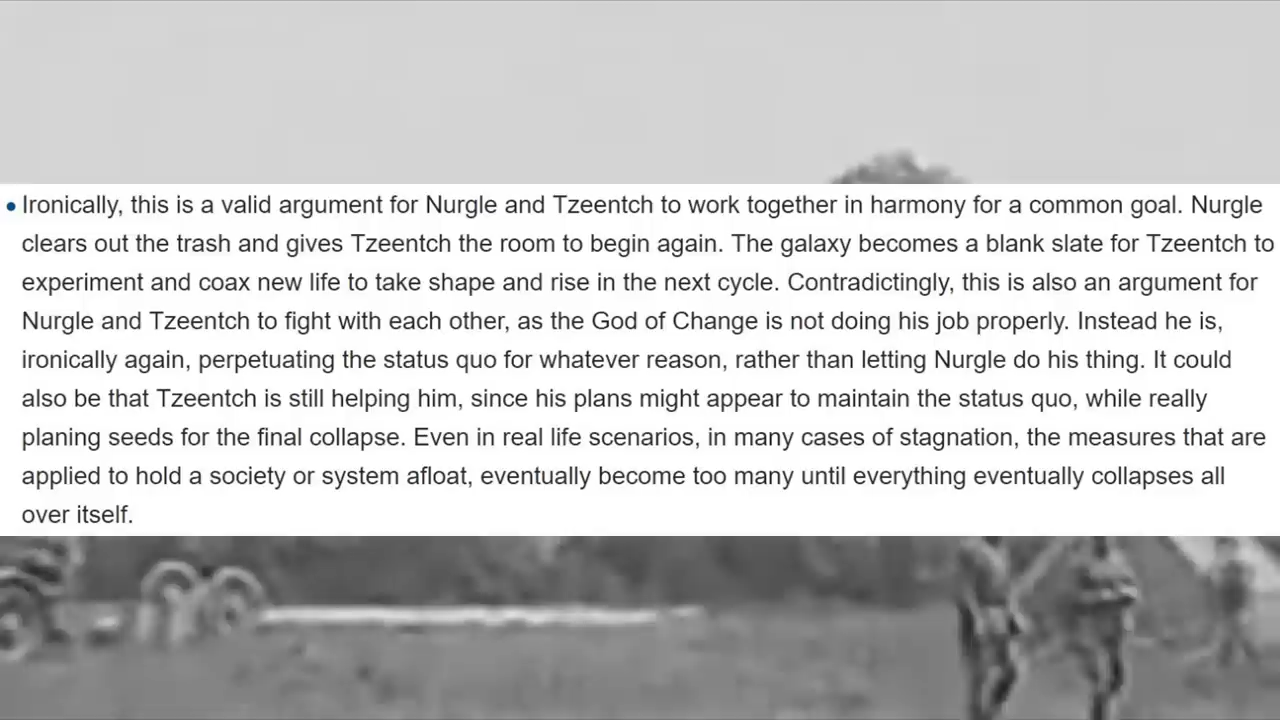 • Ironically, this is a valid argument for Nurgle and Tzeentch to work together in harmony for a common goal. Nurgle
clears out the trash and gives Tzeentch the room to begin again. The galaxy becomes a blank slate for Tzeentch to
experiment and coax new life to take shape and rise in the next cycle. Contradictingly, this is also an argument for
Nurgle and Tzeentch to fight with each other, as the God of Change is not doing his job properly. Instead he is,
ironically again, perpetuating the status quo for whatever reason, rather than letting Nurgle do his thing. It could
also be that Tzeentch is still helping him, since his plans might appear to maintain the status quo, while really
planing seeds for the final collapse. Even in real life scenarios, in many cases of stagnation, the measures that are
applied to hold a society or system afloat, eventually become too many until everything eventually collapses all
over itself.